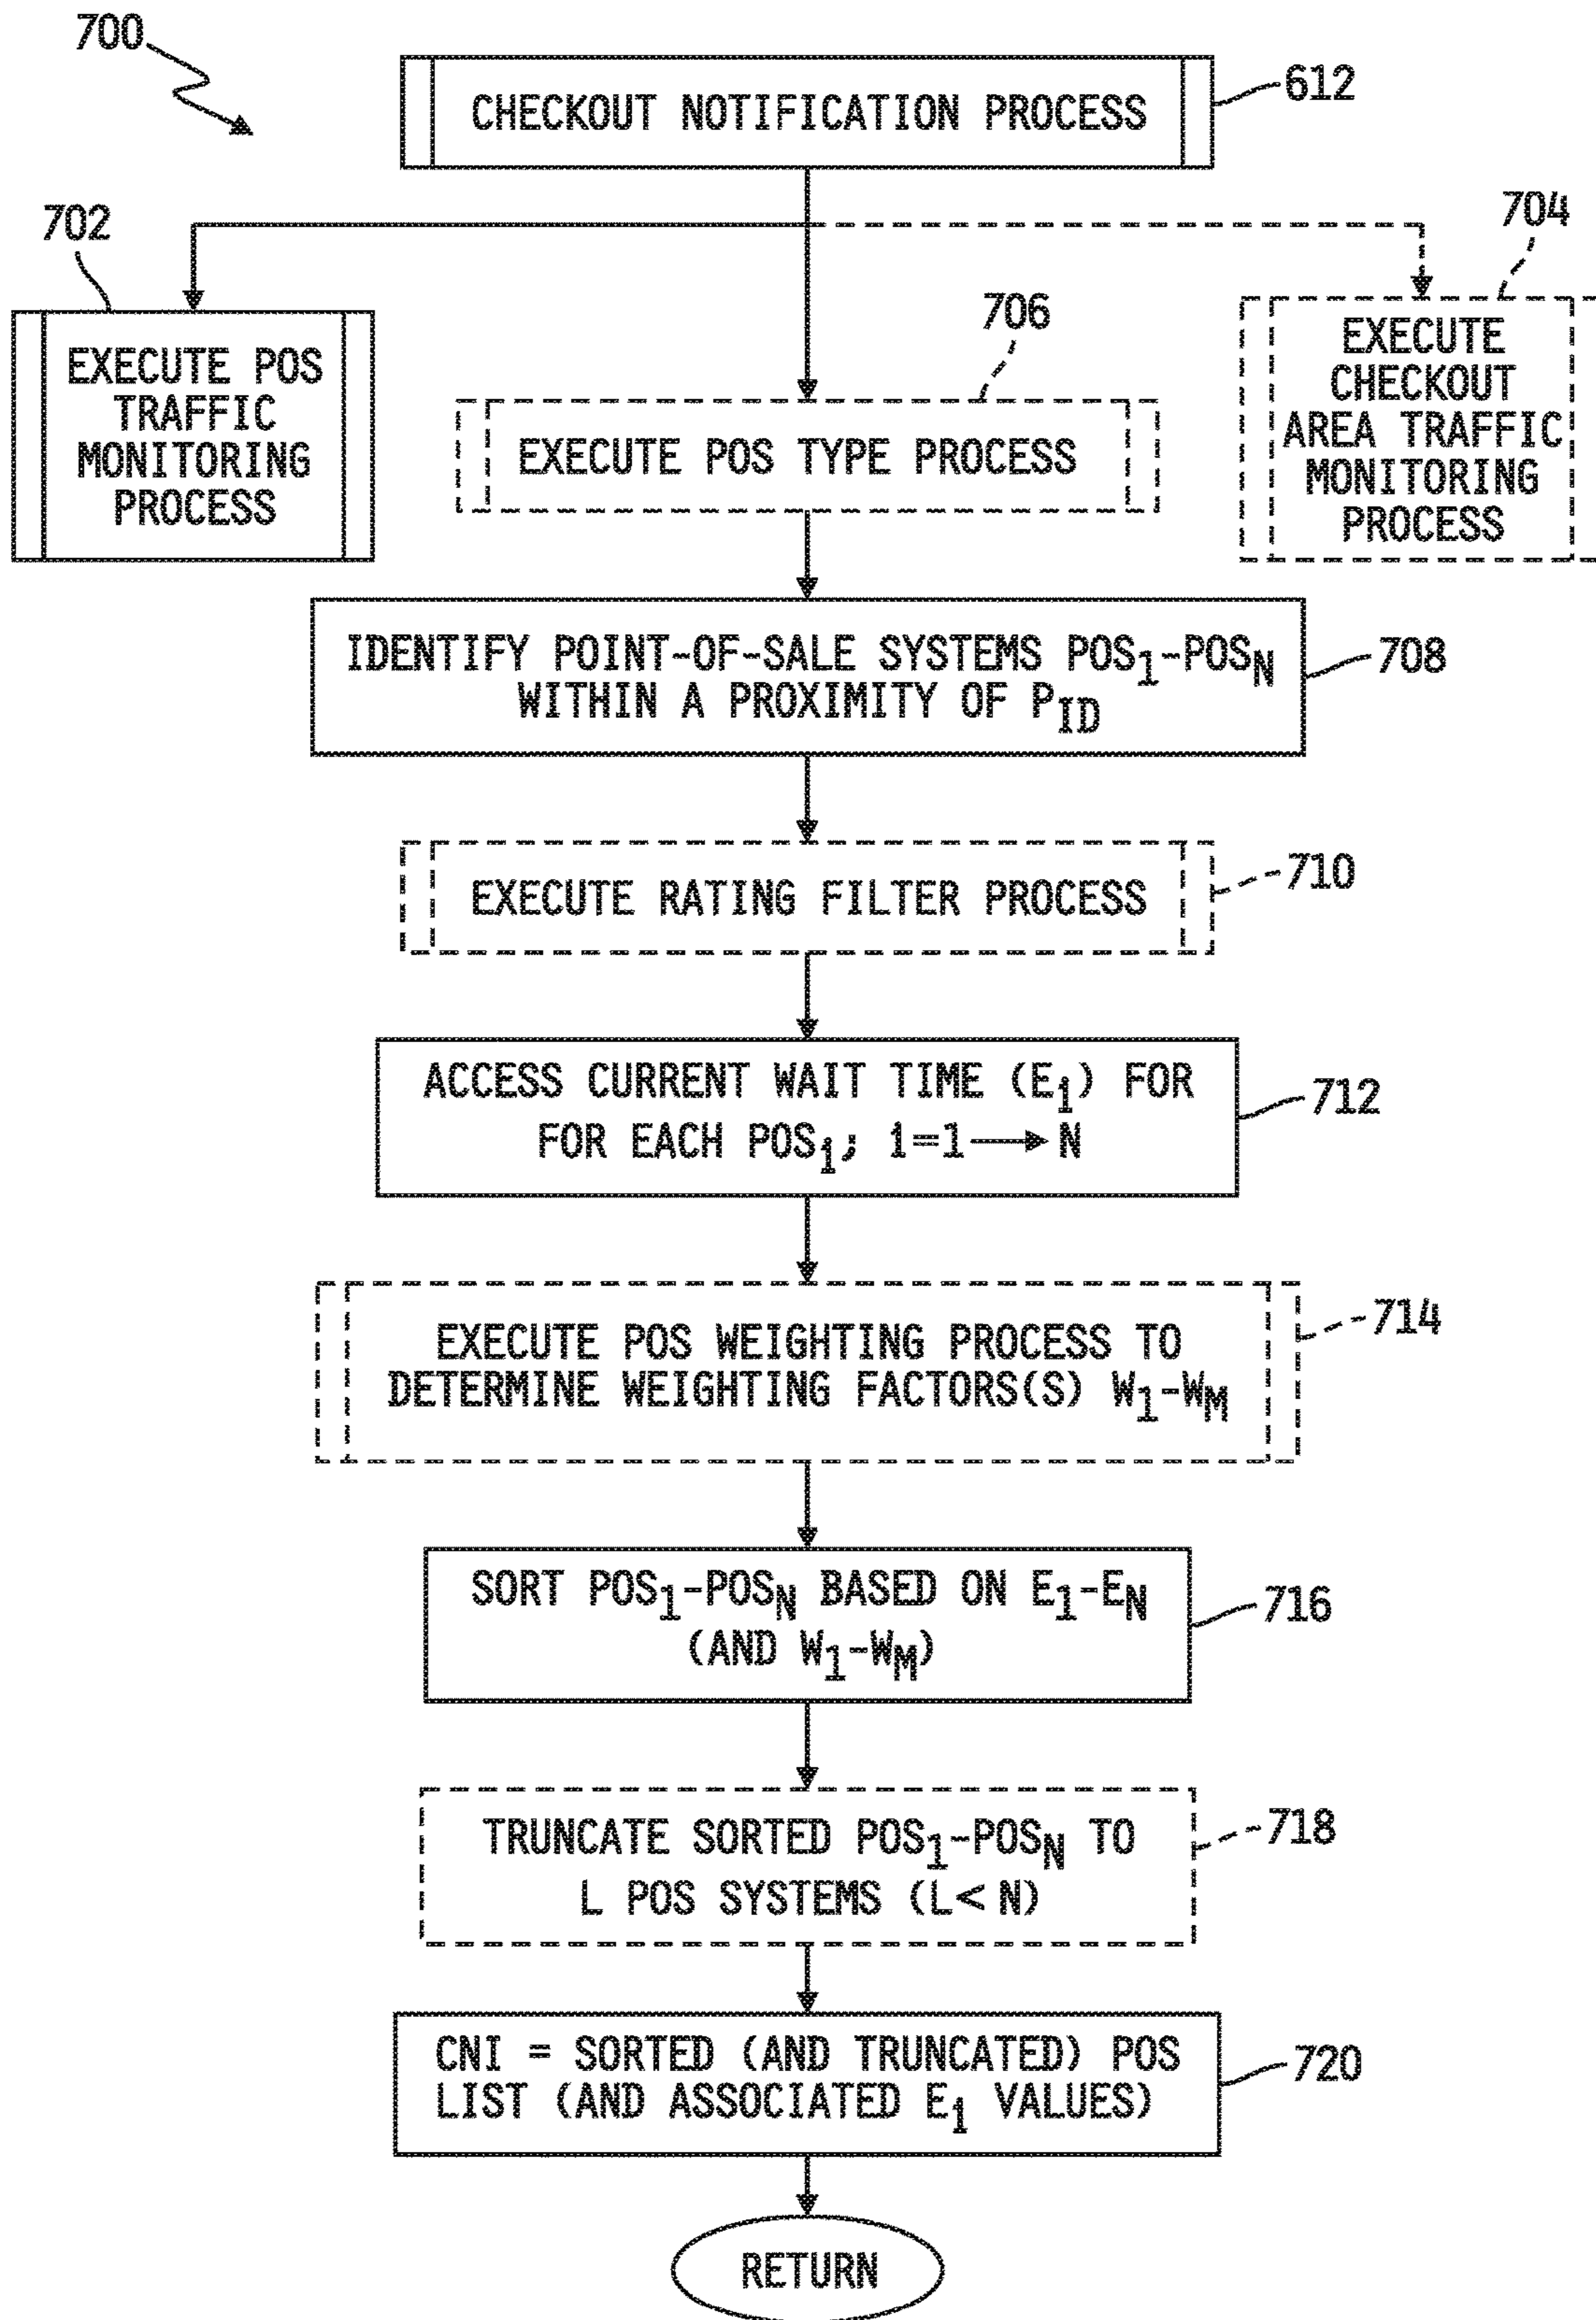 700
CHECKOUT NOTIFICATION PROCESS
612
702
704
706
EXECUTE POS
TRAFFIC
MONITORING
PROCESS
EXECUTE POS TYPE PROCESS
EXECUTE
CHECKOUT
AREA TRAFFIC
MONITORING
PROCESS
IDENTIFY POINT-OF-SALE SYSTEMS POS1-POSN
WITHIN A PROXIMITY OF PID
708
EXECUTE RATING FILTER PROCESS
710
ACCESS CURRENT WAIT TIME (E1) FOR
FOR EACH POS1; 1=1→N
712
EXECUTE POS WEIGHTING PROCESS TO
DETERMINE WEIGHTING FACTORS(S) W1-WM
714
SORT POS1-POSN BASED ON E1-EN
(AND W1-WM)
716
TRUNCATE SORTED POS1-POSN TO
L POS SYSTEMS (L< N)
718
CNI = SORTED (AND TRUNCATED) POS
LIST (AND ASSOCIATED E1 VALUES)
720
RETURN